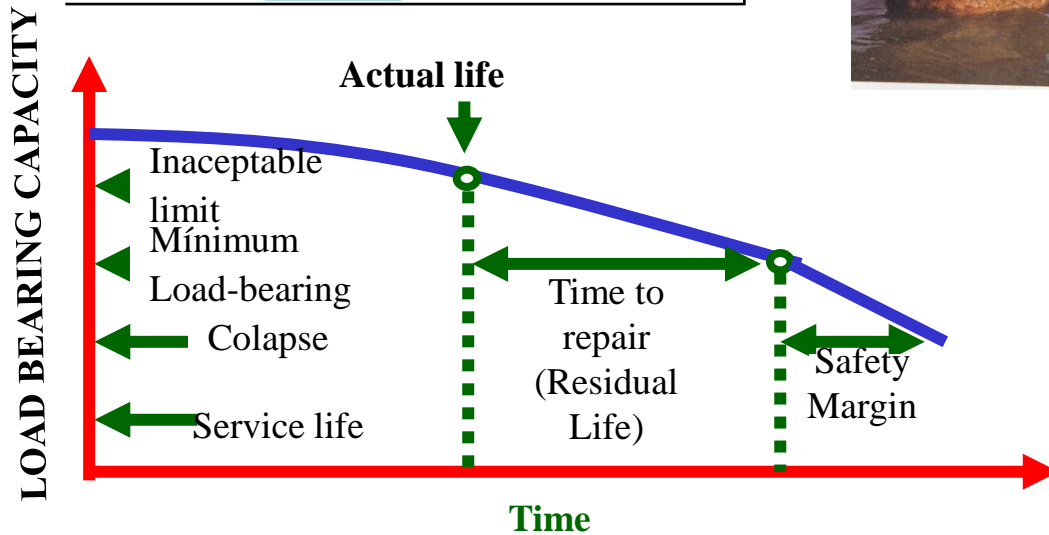 LOAD BEARING CAPACITY
Actual life
Inaceptable
limit
Mínimum
Load-bearing
Colapse
Service life
Time to
repair
(Residual
Life)
Safety
Margin
Time